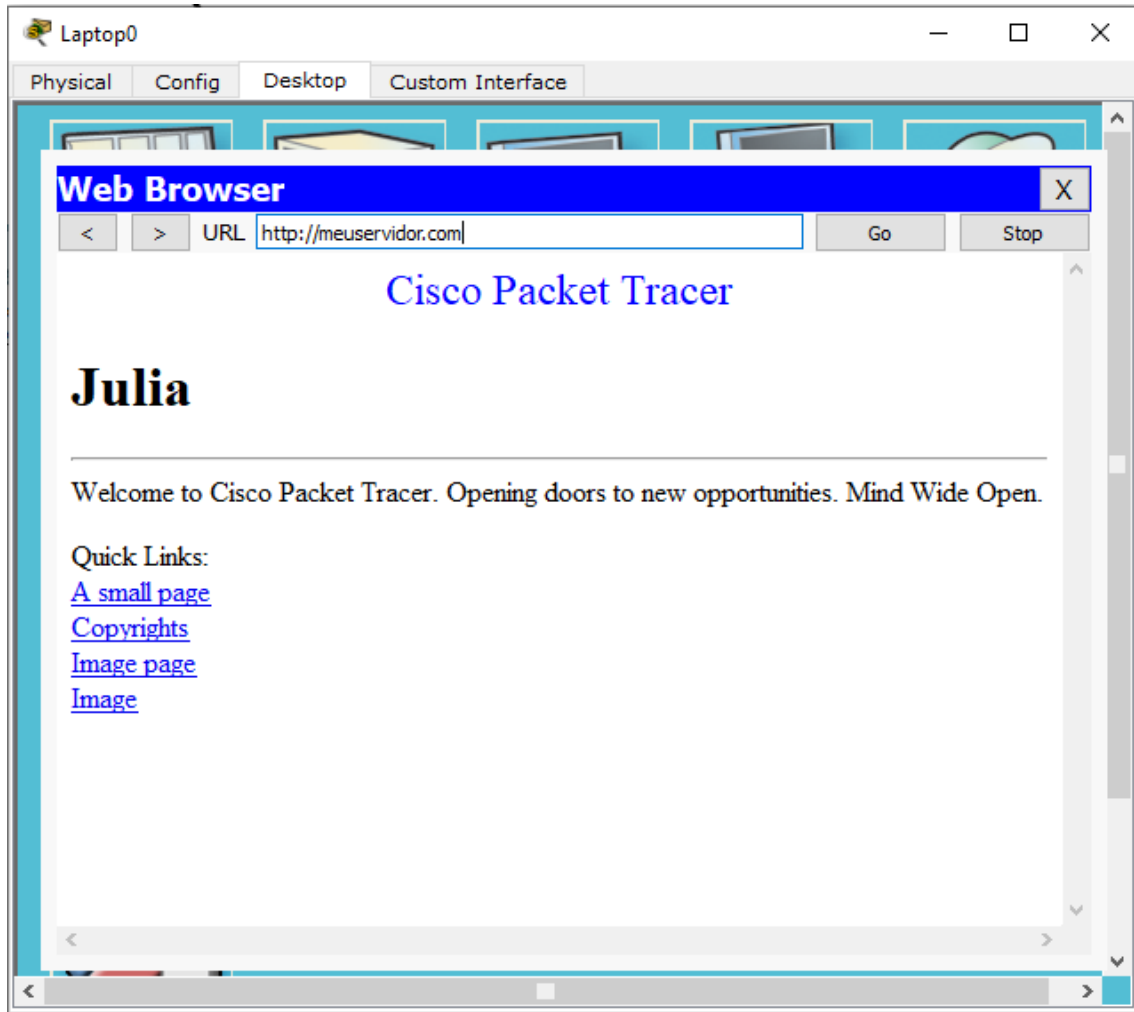 Laptop0
Physical Config Desktop Custom Interface
Web Browser X
< > URL http://meuservidor.com Go Stop
Cisco Packet Tracer
Julia
Welcome to Cisco Packet Tracer. Opening doors to new opportunities. Mind Wide Open.
Quick Links:
A small page
Copyrights
Image page
Image